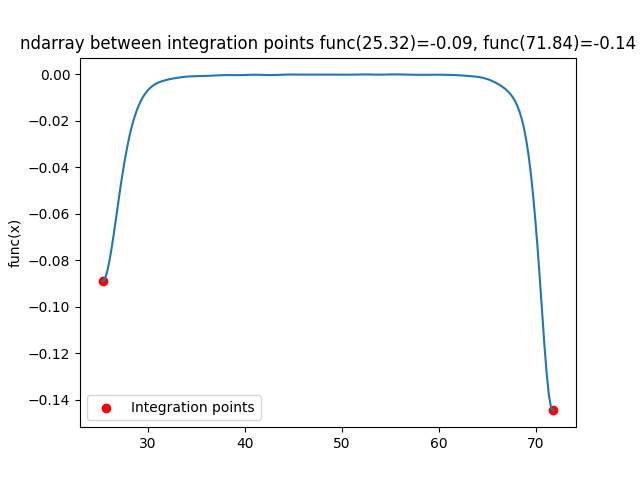 ndarray between integration points func(25.32)=-0.09, func(71.84)=-0.14
0.00
−0.02
−0.04
−0.06
−0.08
−0.10
−0.12
−0.14
func(x)
Integration points
30 40 50 60 70